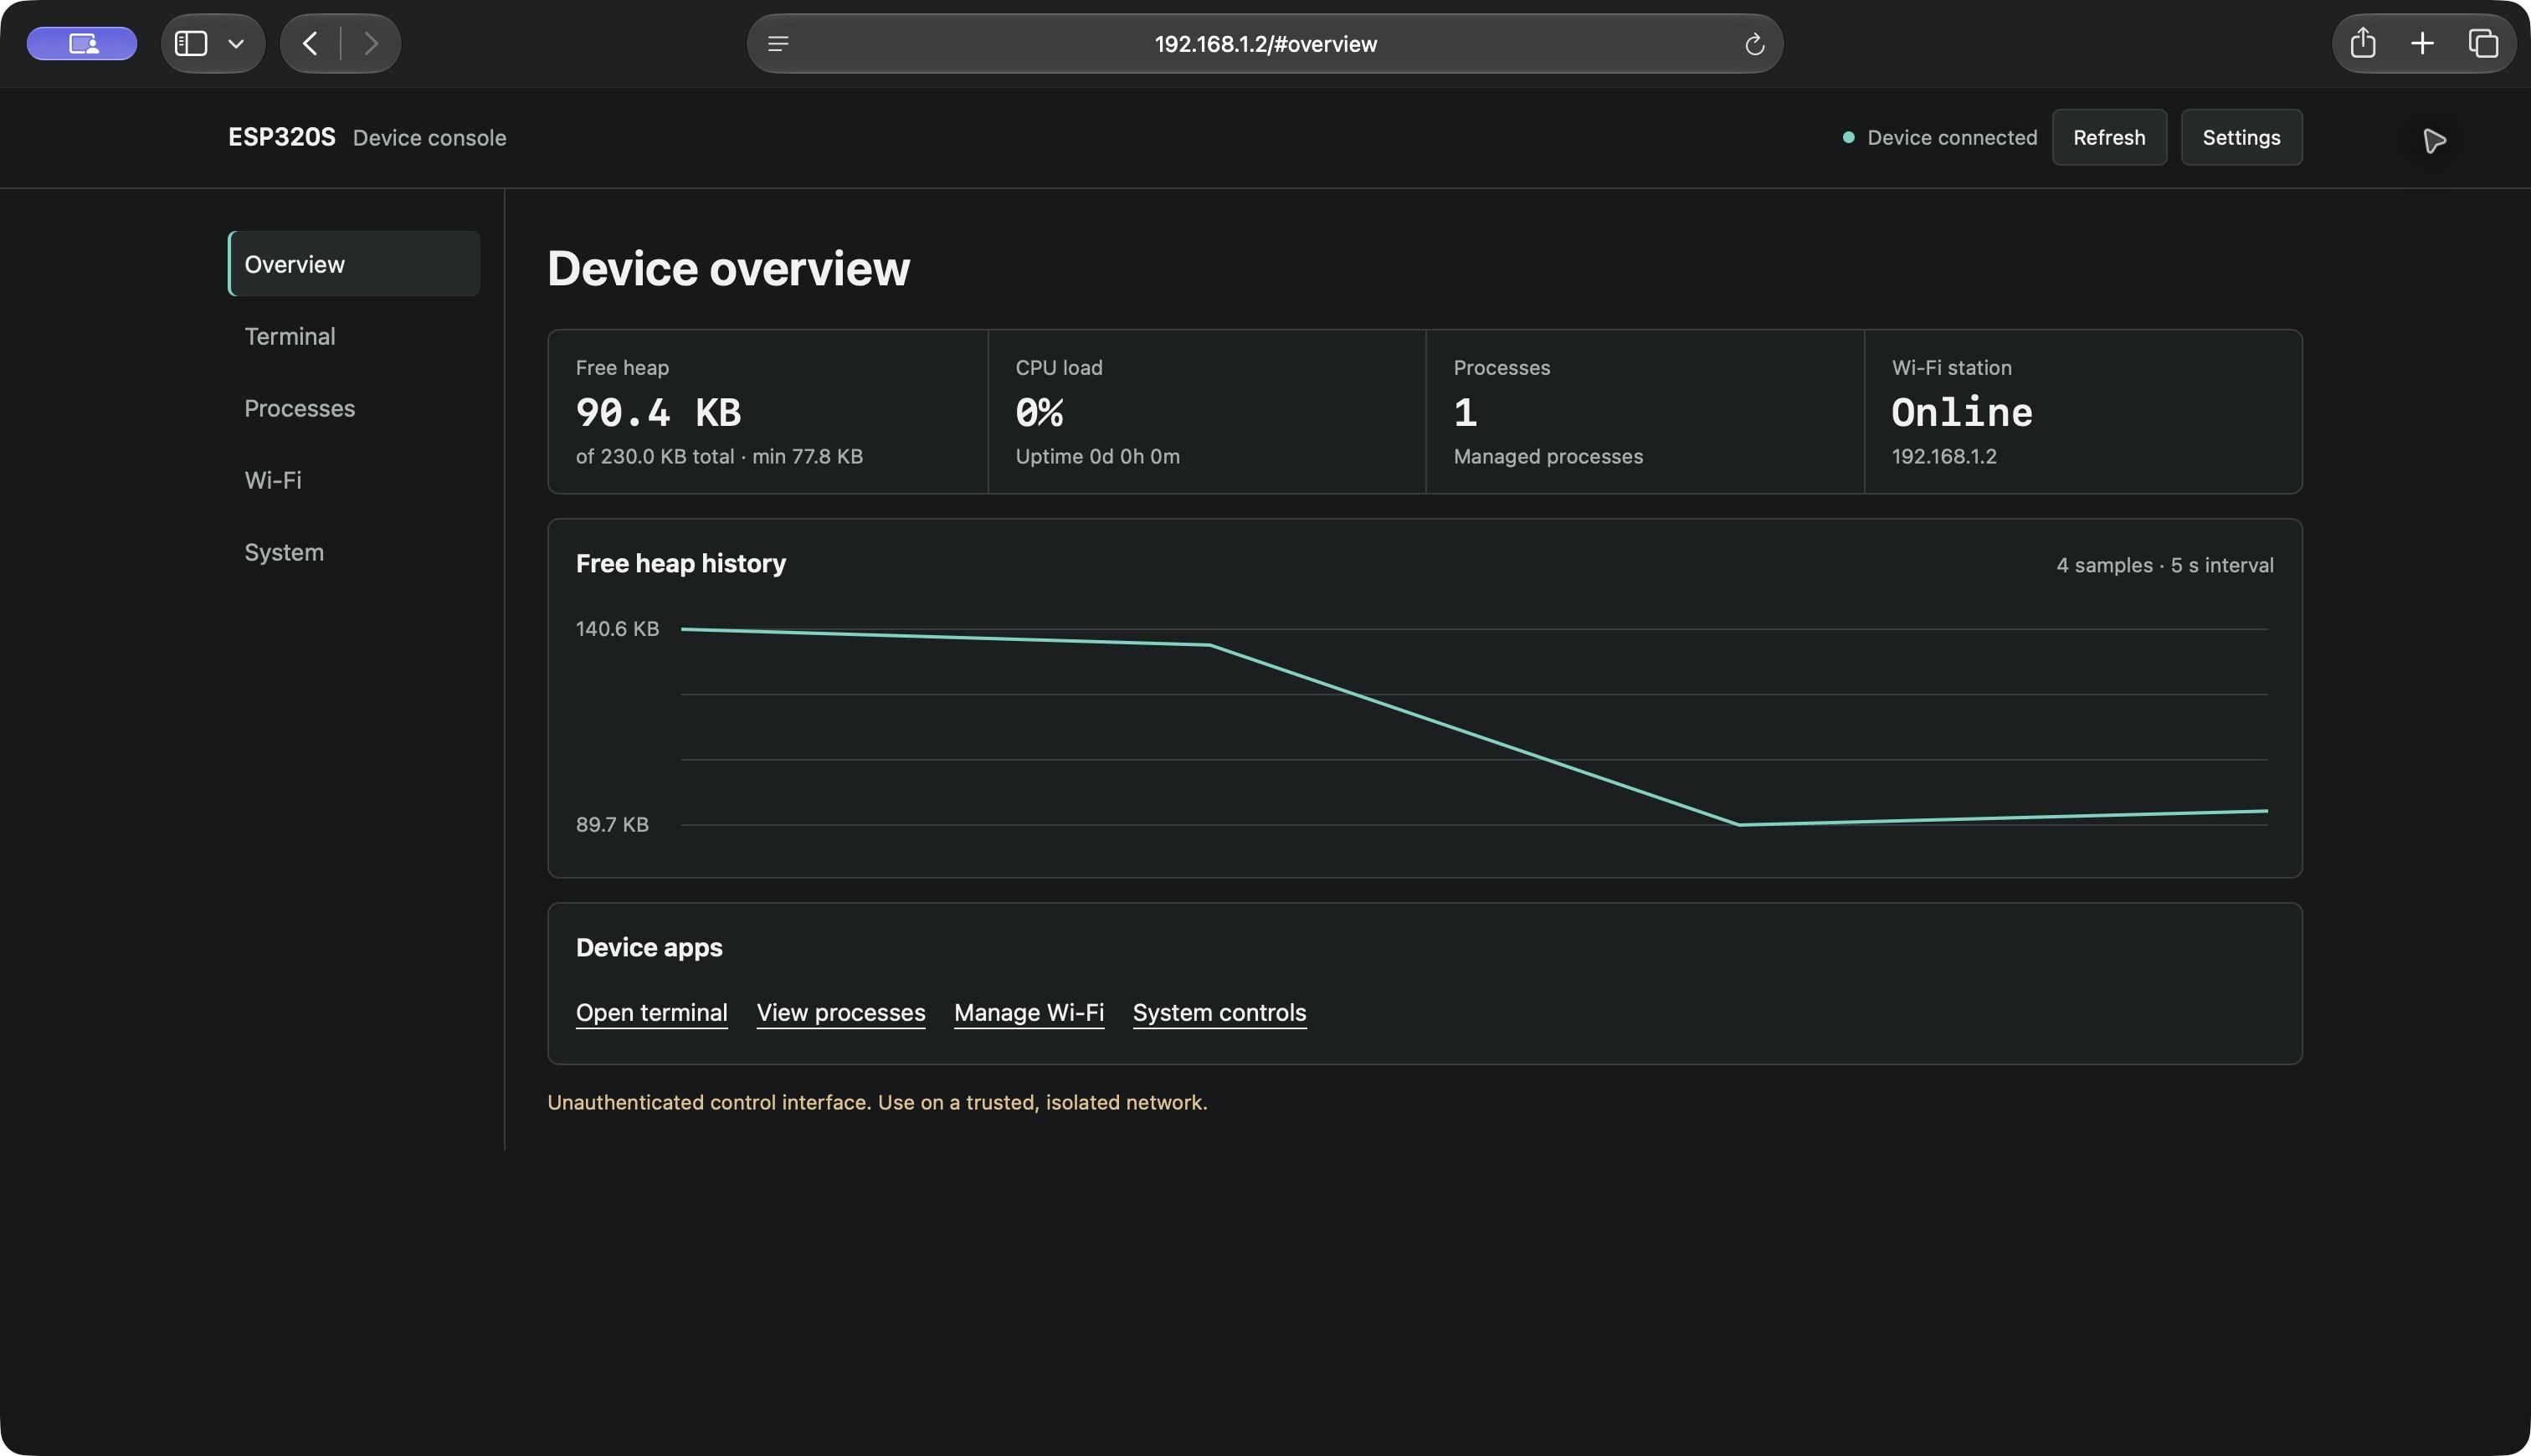 192.168.1.2/#overview
ESP320S Device console
Device connected
Refresh
Settings
Overview
Terminal
Processes
Wi-Fi
System
Device overview
Free heap
90.4 KB
of 230.0 KB total · min 77.8 KB
CPU load
0%
Uptime 0d 0h 0m
Processes
1
Managed processes
Wi-Fi station
Online
192.168.1.2
Free heap history
4 samples · 5 s interval
140.6 KB
89.7 KB
Device apps
Open terminal
View processes
Manage Wi-Fi
System controls
Unauthenticated control interface. Use on a trusted, isolated network.